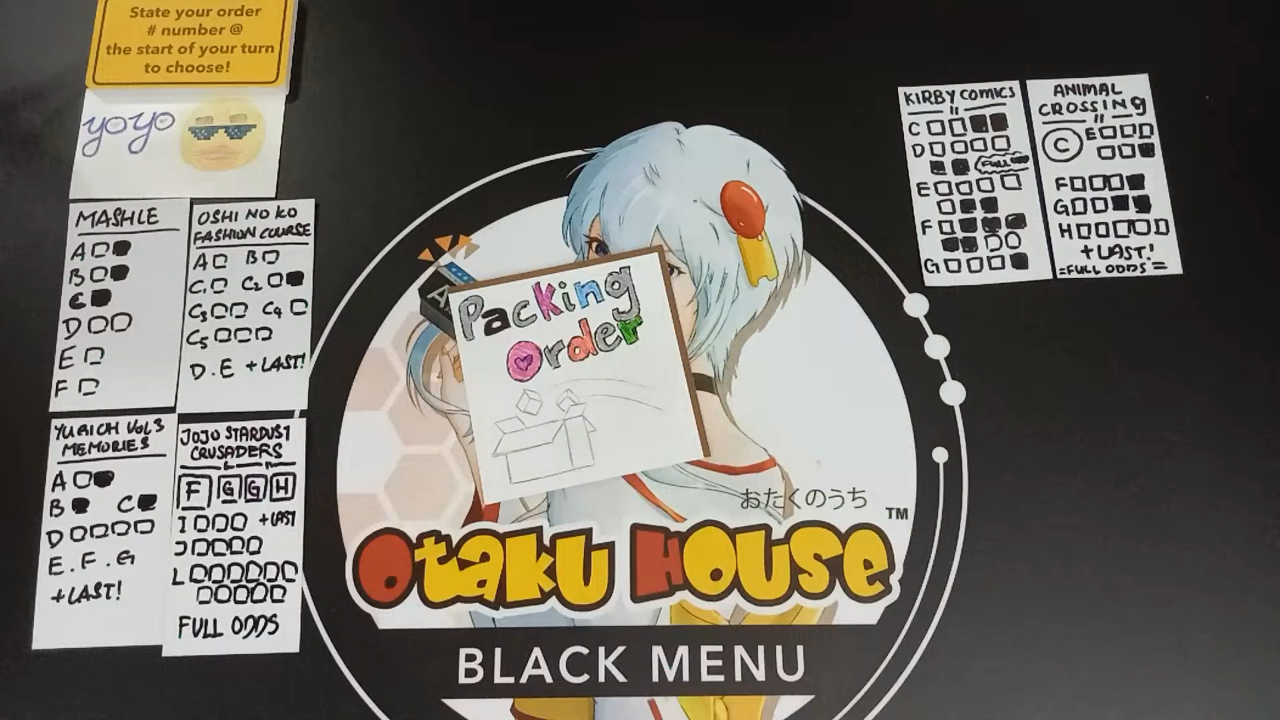 State your order
# number @
the start of your turn
to choose!
yoyo
MASHLE
A
B
C
D
E
F
OSHI NO KO
FASHION COURSE
A B
C, C2
C3 C4
C5
D.E +LAST!
YURICH VOL3
MEMORIES
A
B C
D
E.F.G
+LAST!
JOJO STARDUST
CRUSADERS
F G G H
I +LAST
J
L
FULL ODDS
Packing
Order
おたくのうち
TM
Otaku House
BLACK MENU
KIRBY COMICS
C
D
FULL
E
F
G
ANIMAL
CROSSING
C E
F
G
H
+LAST!
=FULL ODDS=